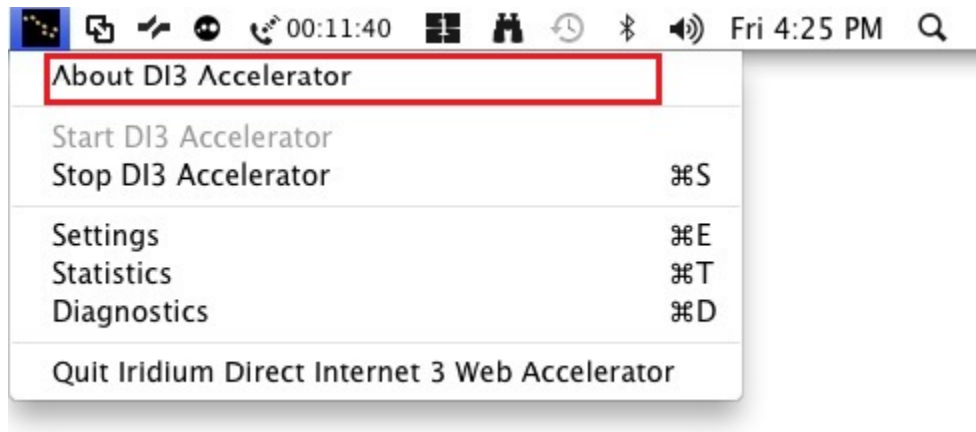 00:11:40 1 Fri 4:25 PM
About DI3 Accelerator
Start DI3 Accelerator
Stop DI3 Accelerator ⌘S
Settings ⌘E
Statistics ⌘T
Diagnostics ⌘D
Quit Iridium Direct Internet 3 Web Accelerator